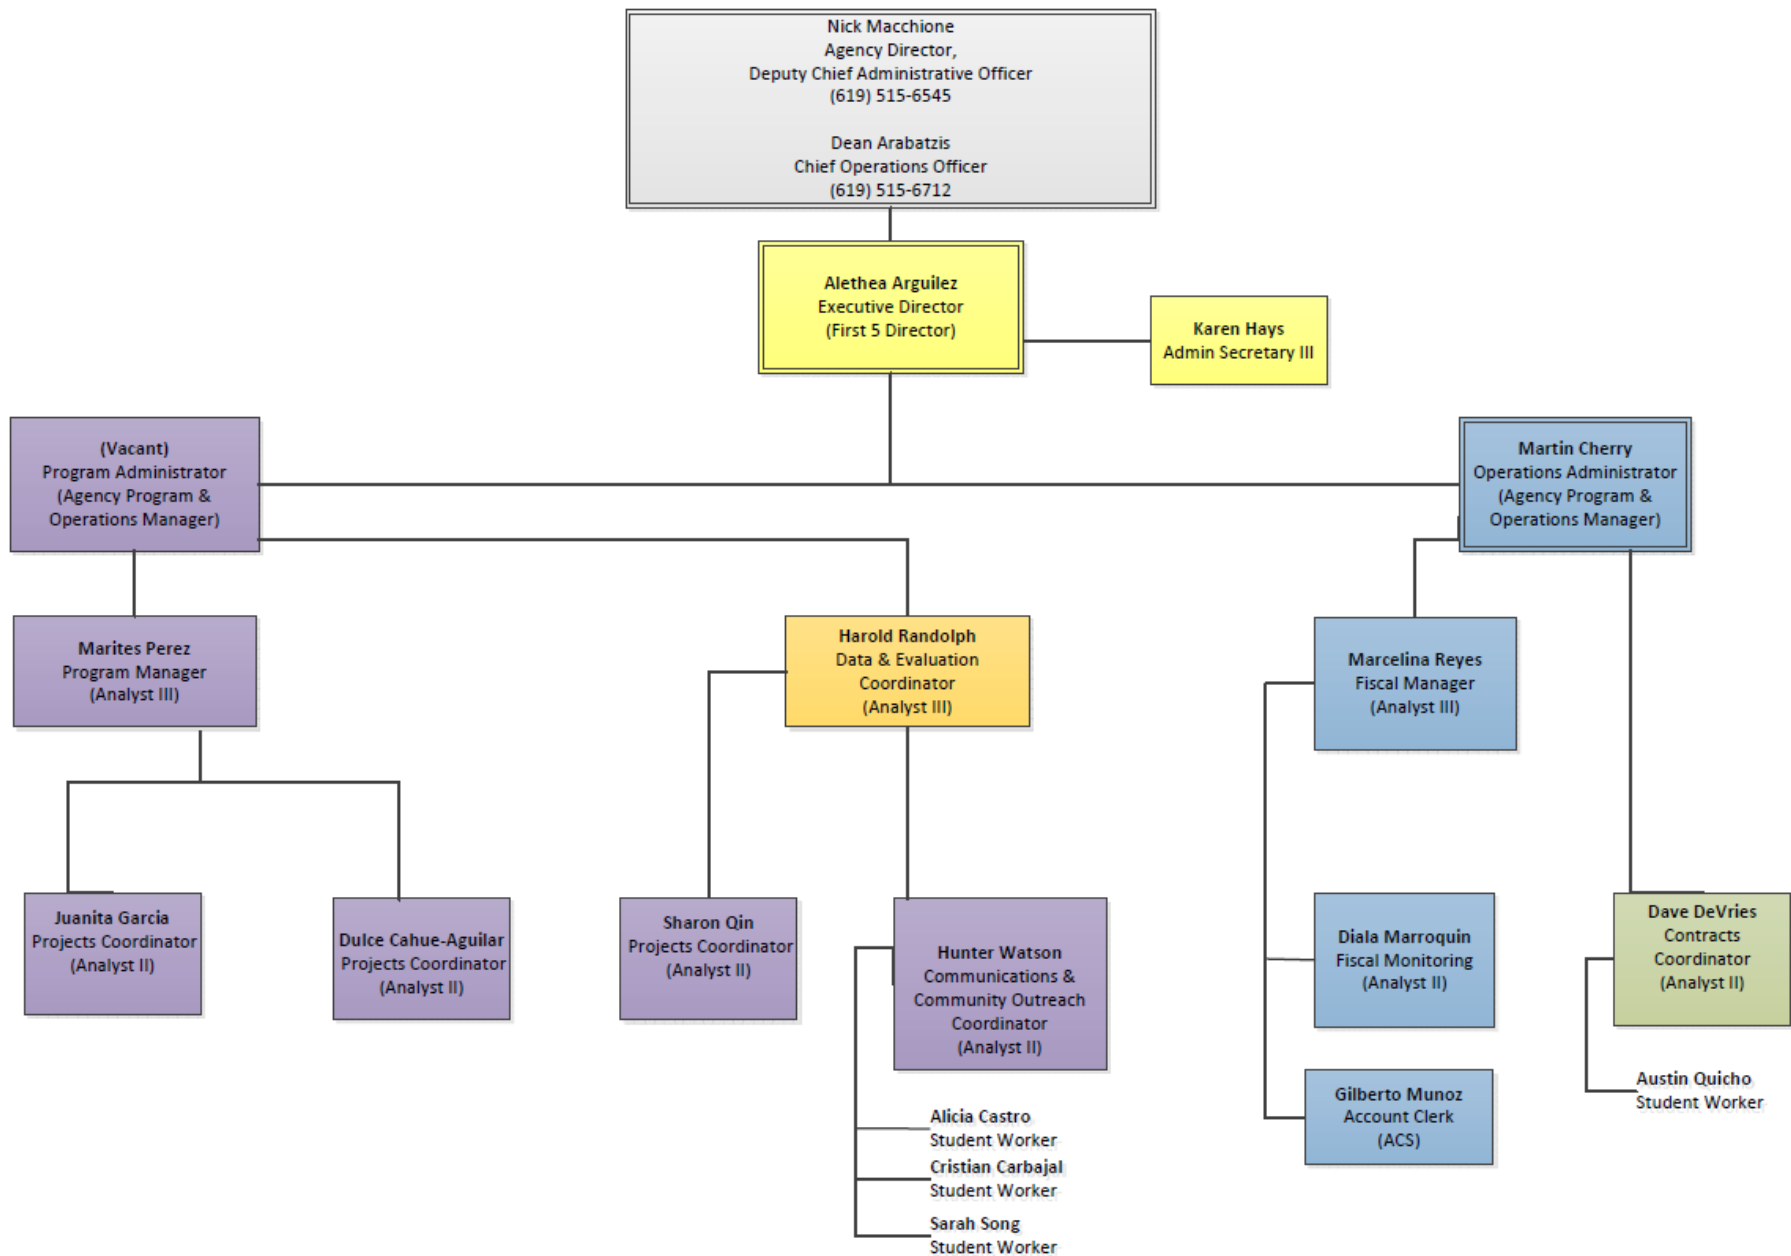 Nick Macchione
Agency Director,
Deputy Chief Administrative Officer
(619) 515-6545
Dean Arabatzis
Chief Operations Officer
(619) 515-6712
Alethea Arguilez
Executive Director
(First 5 Director)
Karen Hays
Admin Secretary III
(Vacant)
Program Administrator
(Agency Program &
Operations Manager)
Martin Cherry
Operations Administrator
(Agency Program &
Operations Manager)
Marites Perez
Program Manager
(Analyst III)
Harold Randolph
Data & Evaluation
Coordinator
(Analyst III)
Marcelina Reyes
Fiscal Manager
(Analyst III)
Juanita Garcia
Projects Coordinator
(Analyst II)
Dulce Cahue-Aguilar
Projects Coordinator
(Analyst II)
Sharon Qin
Projects Coordinator
(Analyst II)
Hunter Watson
Communications &
Community Outreach
Coordinator
(Analyst II)
Diala Marroquin
Fiscal Monitoring
(Analyst II)
Dave DeVries
Contracts
Coordinator
(Analyst II)
Gilberto Munoz
Account Clerk
(ACS)
Austin Quicho
Student Worker
Alicia Castro
Student Worker
Cristian Carbajal
Student Worker
Sarah Song
Student Worker